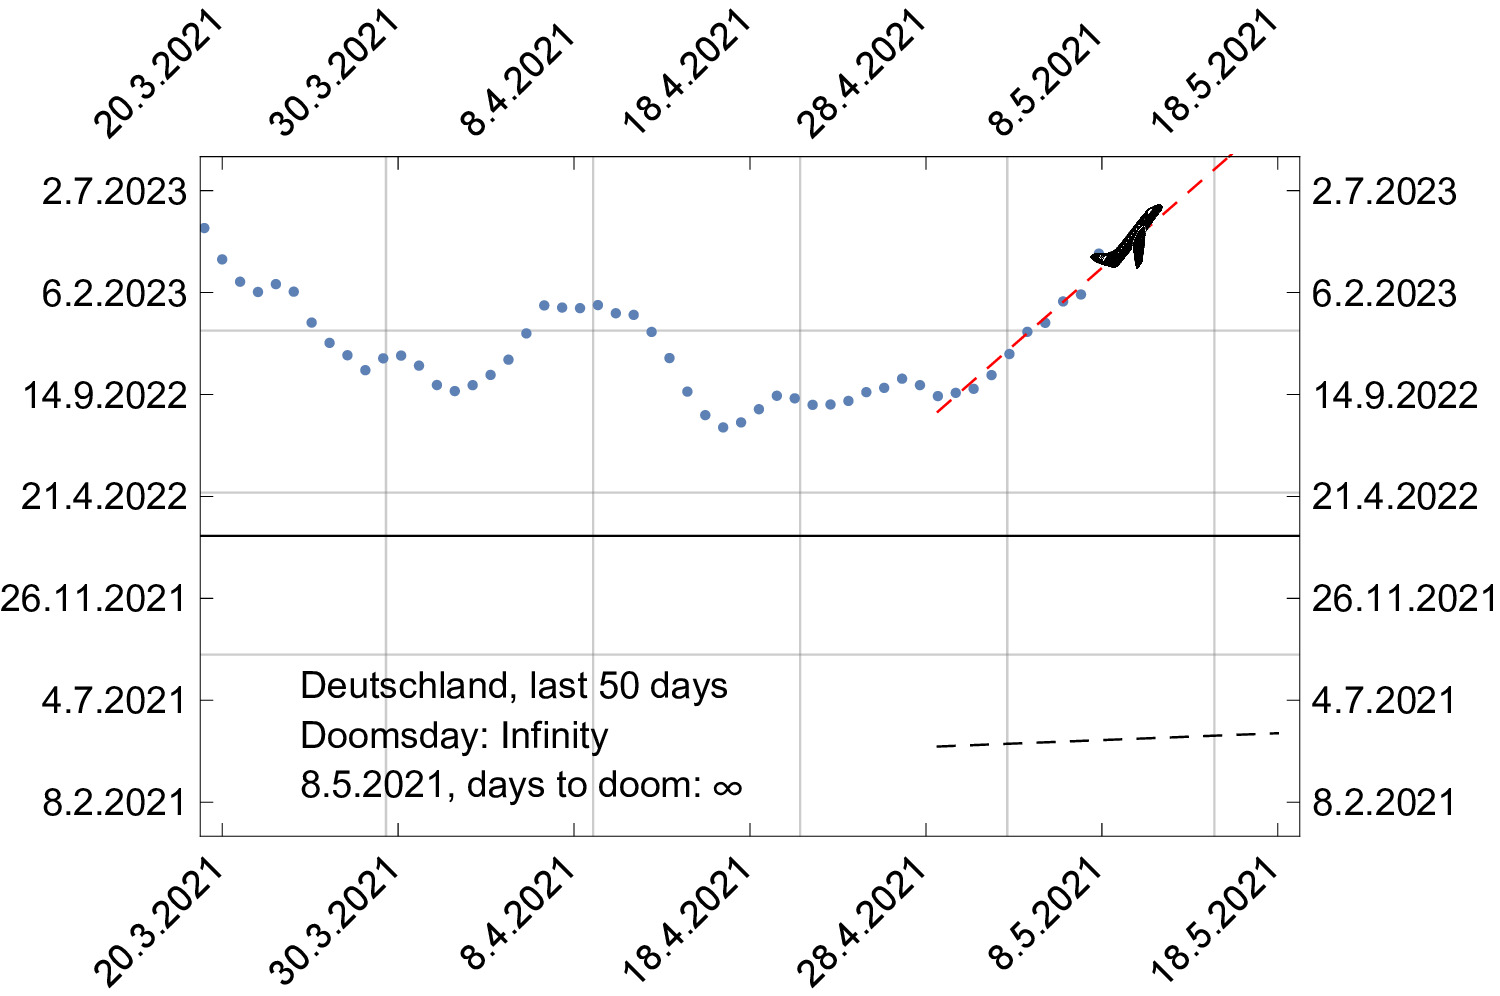 20.3.2021 30.3.2021 8.4.2021 18.4.2021 28.4.2021 8.5.2021 18.5.2021
2.7.2023 2.7.2023
6.2.2023 6.2.2023
14.9.2022 14.9.2022
21.4.2022 21.4.2022
26.11.2021 26.11.2021
Deutschland, last 50 days
4.7.2021 4.7.2021
Doomsday: Infinity
8.5.2021, days to doom: ∞
8.2.2021 8.2.2021
20.3.2021 30.3.2021 8.4.2021 18.4.2021 28.4.2021 8.5.2021 18.5.2021